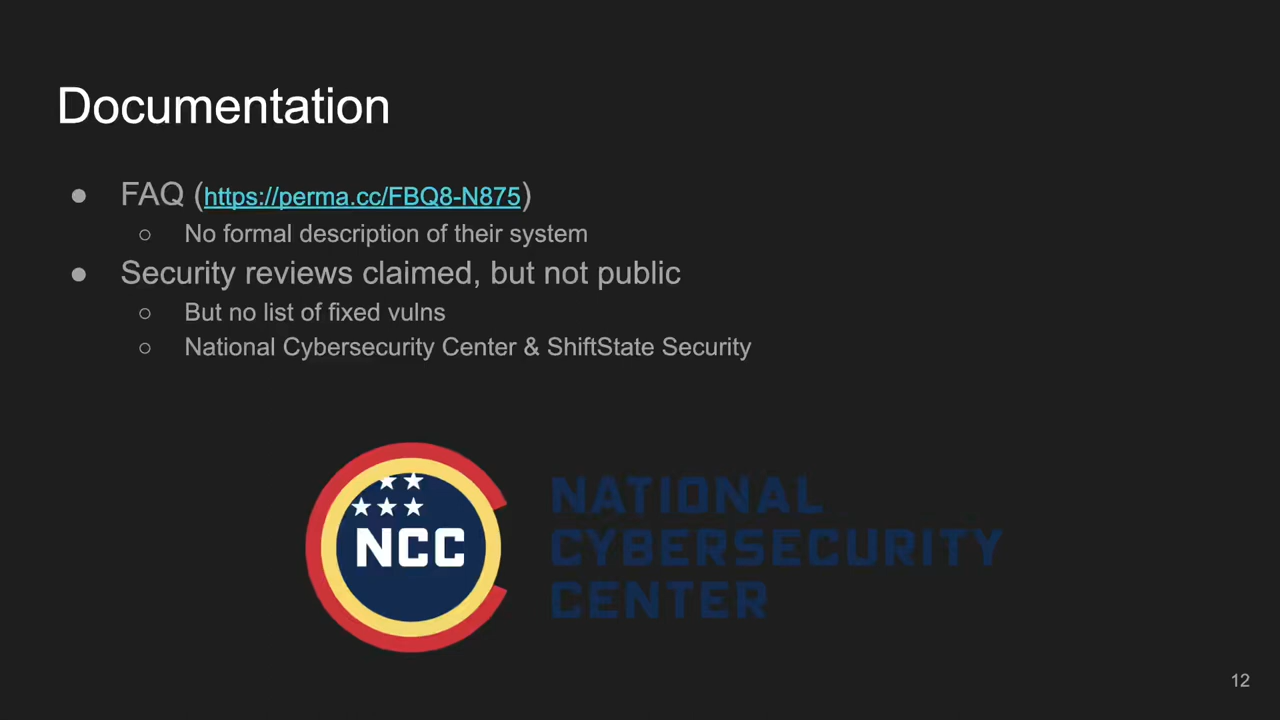 Documentation
● FAQ (https://perma.cc/FBQ8-N875)
○ No formal description of their system
● Security reviews claimed, but not public
○ But no list of fixed vulns
○ National Cybersecurity Center & ShiftState Security
NCC
NATIONAL
CYBERSECURITY
CENTER
12